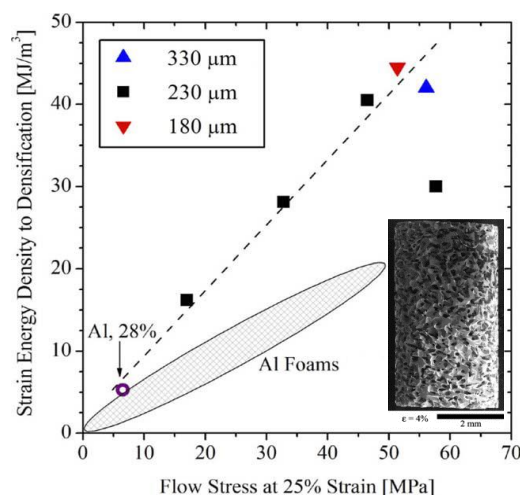 Strain Energy Density to Densification [MJ/m³]
50
40
30
20
10
0
330 µm
230 µm
180 µm
Al, 28%
Al Foams
ε = 4%
2 mm
0 10 20 30 40 50 60 70
Flow Stress at 25% Strain [MPa]